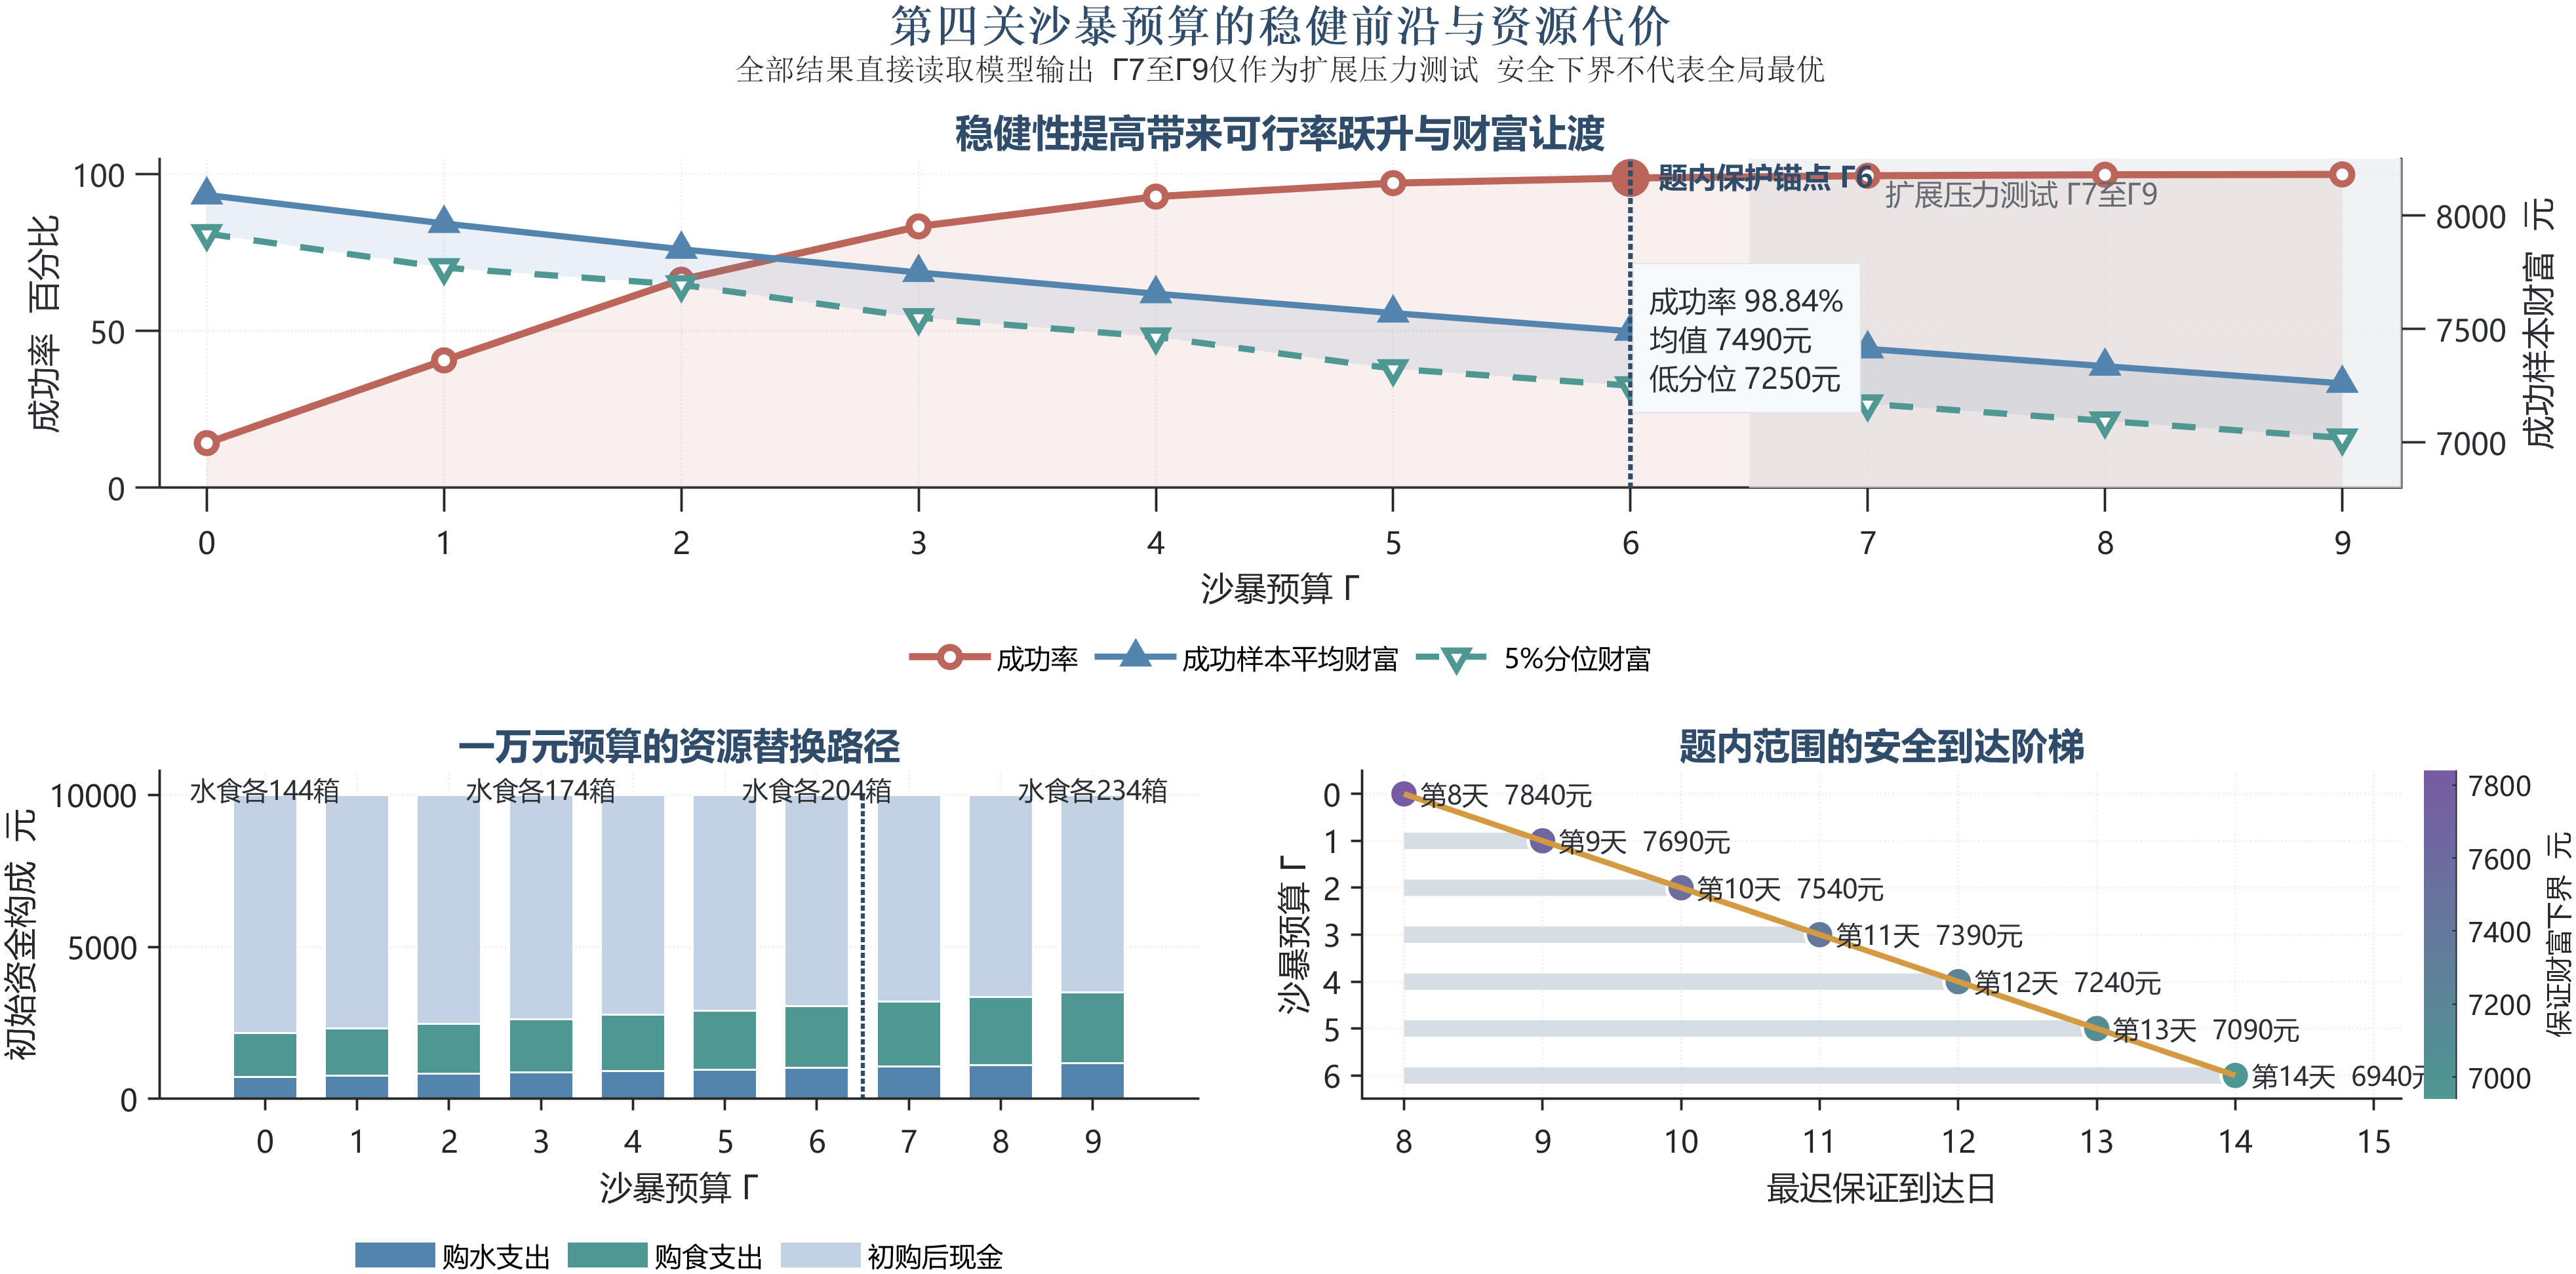 第四关沙暴预算的稳健前沿与资源代价
全部结果直接读取模型输出 Γ7至Γ9仅作为扩展压力测试 安全下界不代表全局最优
稳健性提高带来可行率跃升与财富让渡
成功率 百分比
100
50
0
题内保护锚点 Γ6
扩展压力测试 Γ7至Γ9
成功率 98.84%
均值 7490元
低分位 7250元
8000
7500
7000
成功样本平均财富 元
0 1 2 3 4 5 6 7 8 9
沙暴预算 Γ
成功率 成功样本平均财富 5%分位财富
一万元预算的资源替换路径
初始资金构成 元
10000
5000
0
水食各144箱 水食各174箱 水食各204箱 水食各234箱
0 1 2 3 4 5 6 7 8 9
沙暴预算 Γ
购水支出 购食支出 初购后现金
题内范围的安全到达阶梯
沙暴预算 Γ
0
1
2
3
4
5
6
第8天 7840元
第9天 7690元
第10天 7540元
第11天 7390元
第12天 7240元
第13天 7090元
第14天 6940元
8 9 10 11 12 13 14 15
最迟保证到达日
7800
7600
7400
7200
7000
保证财富下界 元